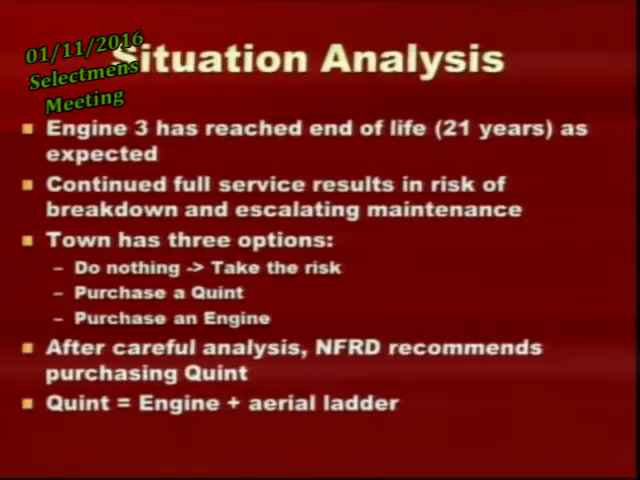 01/11/2016
Selectmens
Meeting
Situation Analysis
Engine 3 has reached end of life (21 years) as
expected
Continued full service results in risk of
breakdown and escalating maintenance
Town has three options:
– Do nothing -> Take the risk
– Purchase a Quint
– Purchase an Engine
After careful analysis, NFRD recommends
purchasing Quint
Quint = Engine + aerial ladder